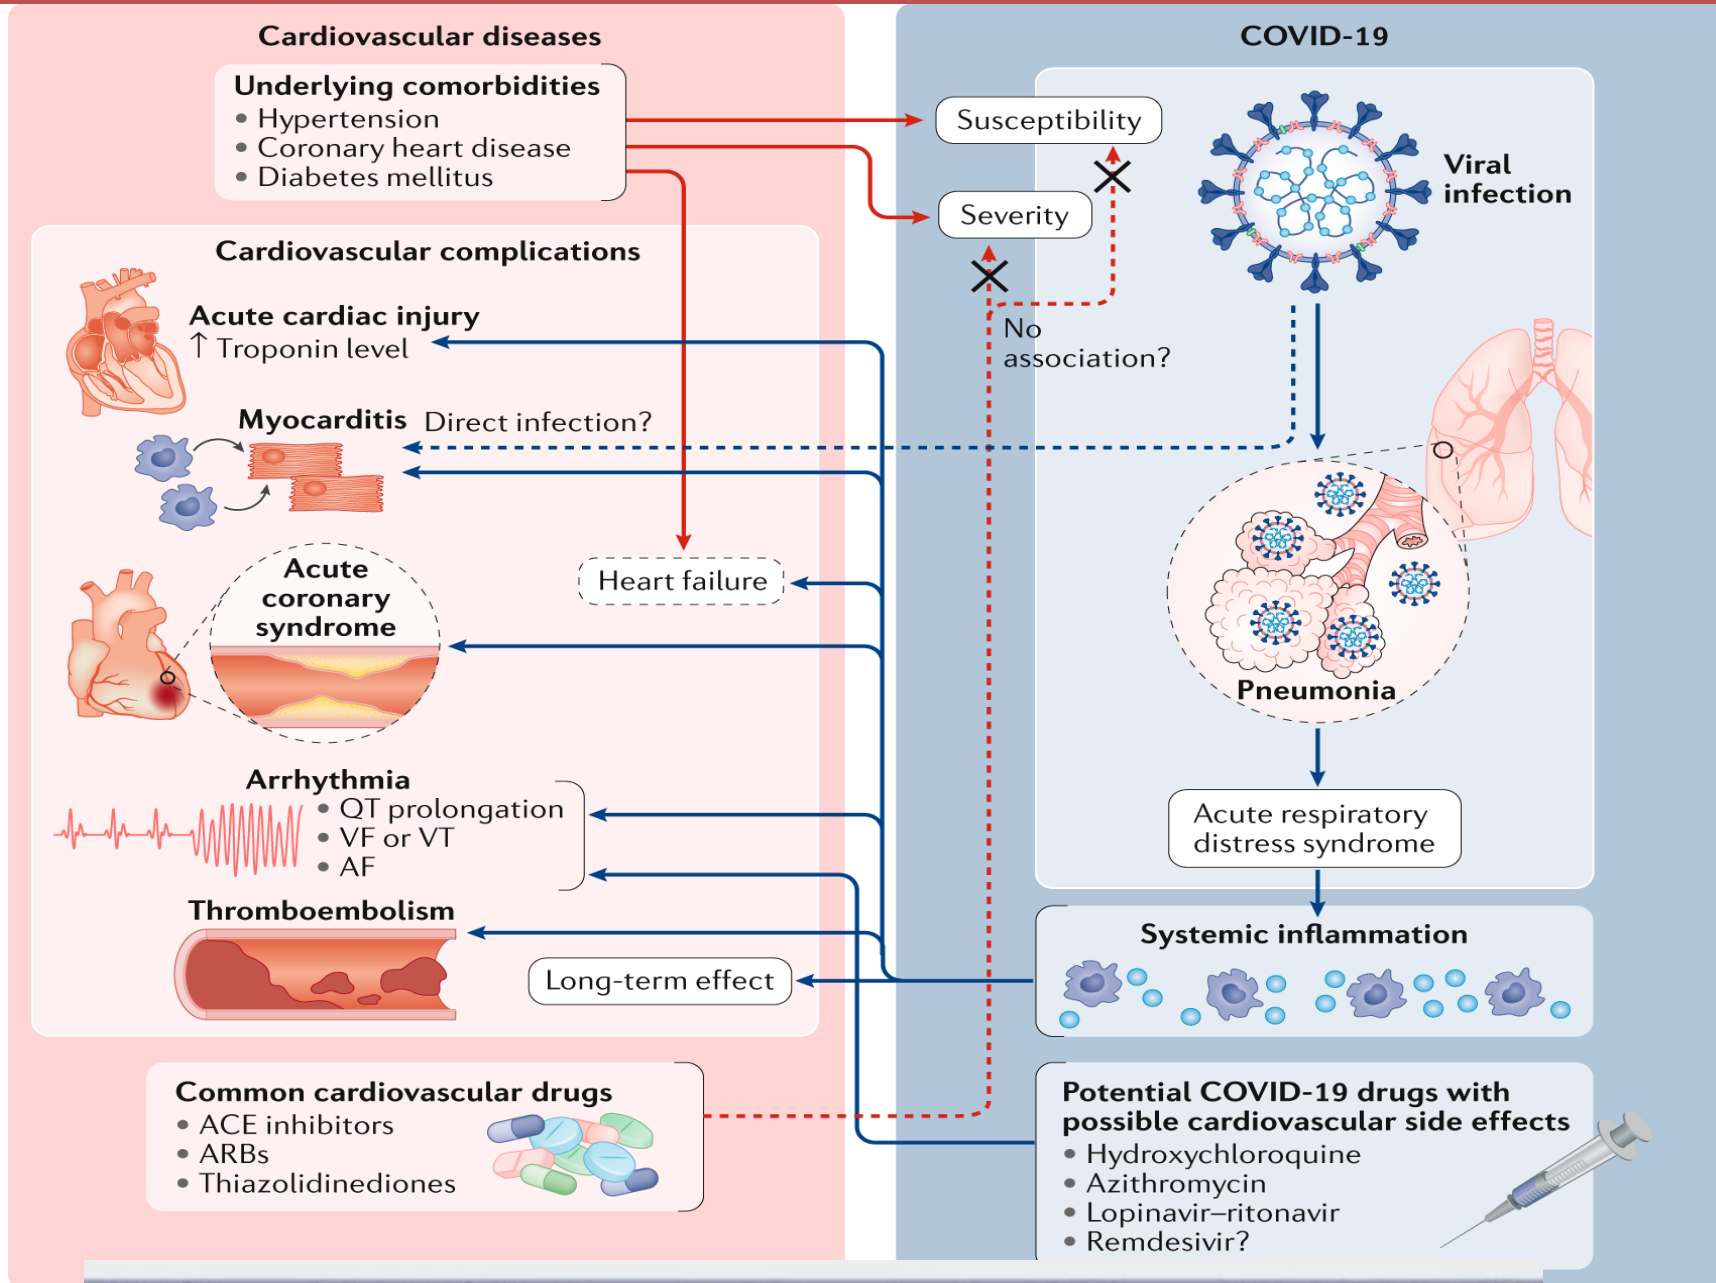 Cardiovascular diseases
Underlying comorbidities
• Hypertension
• Coronary heart disease
• Diabetes mellitus
Cardiovascular complications
Acute cardiac injury
↑ Troponin level
Myocarditis
Direct infection?
Heart failure
Acute
coronary
syndrome
Arrhythmia
• QT prolongation
• VF or VT
• AF
Thromboembolism
Long-term effect
Common cardiovascular drugs
• ACE inhibitors
• ARBs
• Thiazolidinediones
COVID-19
Susceptibility
Severity
No
association?
Viral
infection
Pneumonia
Acute respiratory
distress syndrome
Systemic inflammation
Potential COVID-19 drugs with
possible cardiovascular side effects
• Hydroxychloroquine
• Azithromycin
• Lopinavir–ritonavir
• Remdesivir?